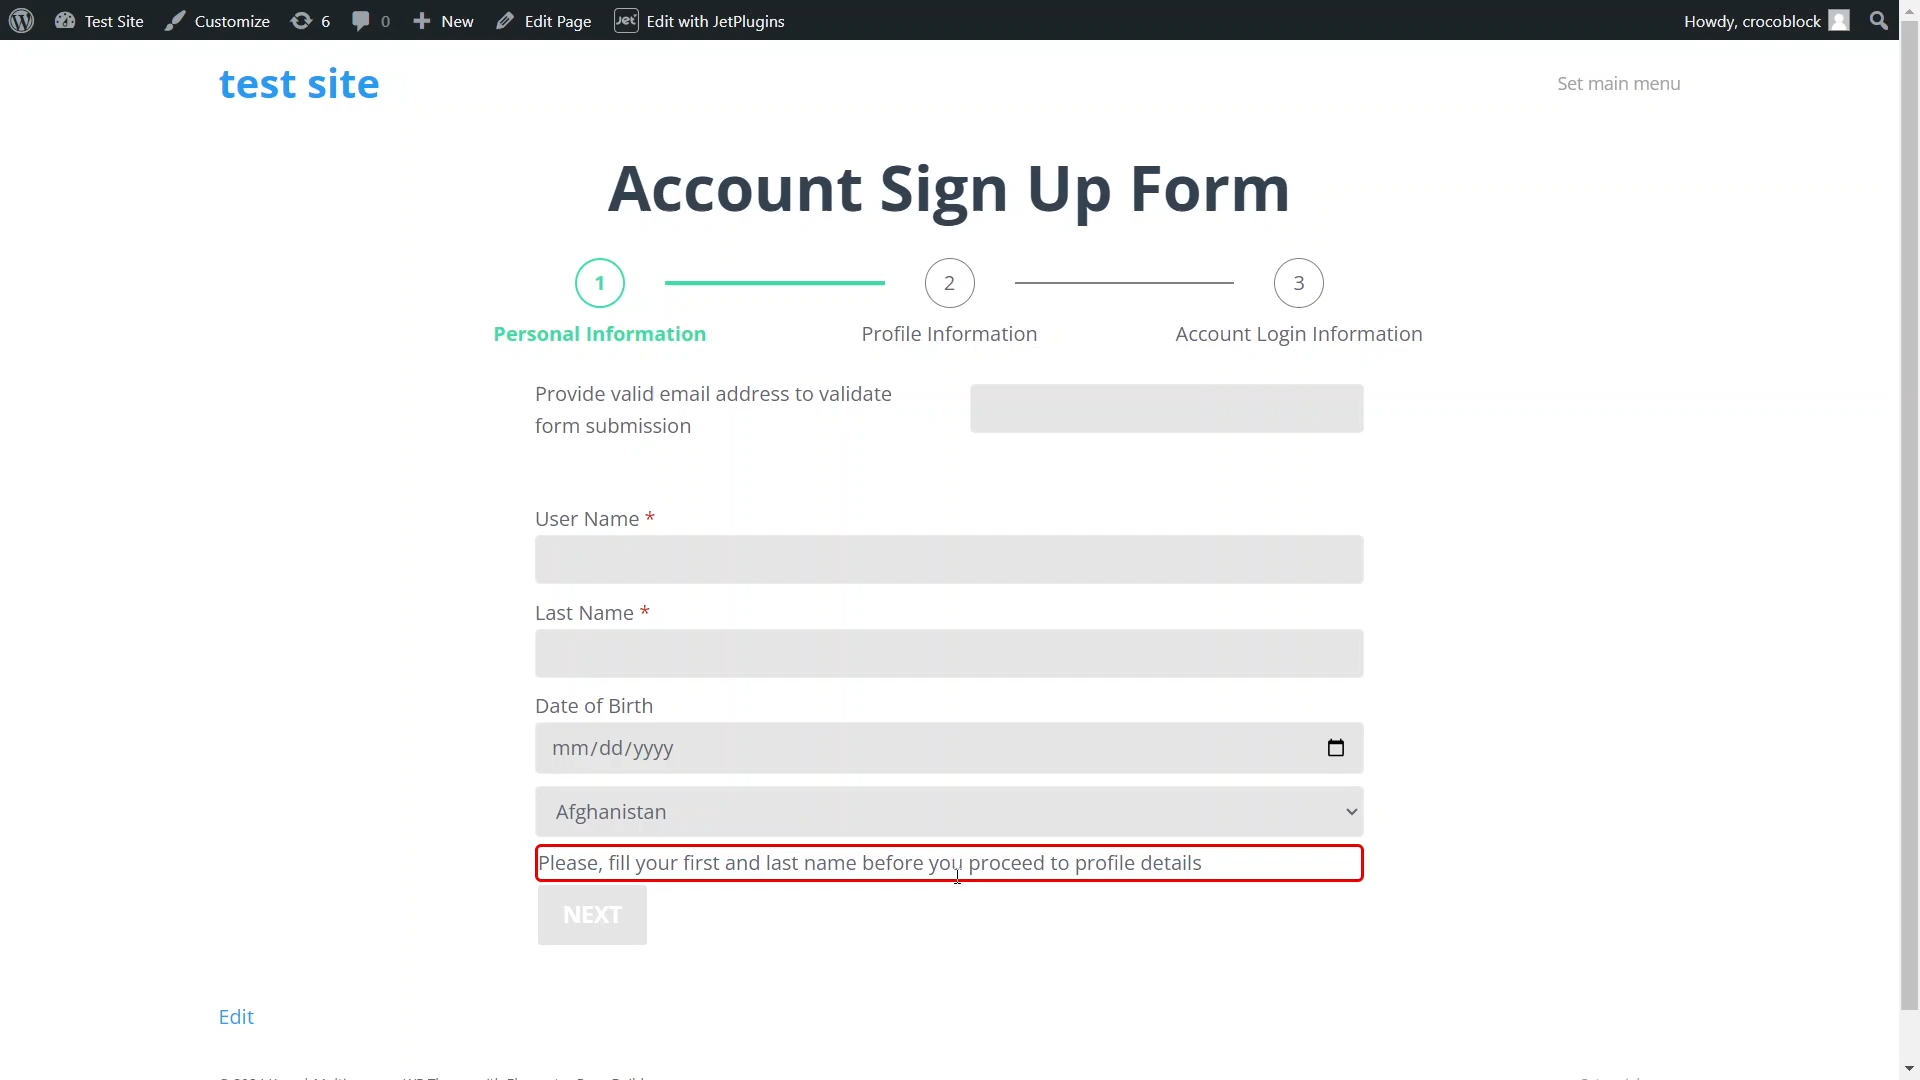 Test Site Customize 6 0 New Edit Page Jet Edit with JetPlugins Howdy, crocoblock
test site Set main menu
Account Sign Up Form
1 2 3
Personal Information Profile Information Account Login Information
Provide valid email address to validate
form submission
User Name *
Last Name *
Date of Birth
mm/dd/yyyy
Afghanistan
Please, fill your first and last name before you proceed to profile details
NEXT
Edit